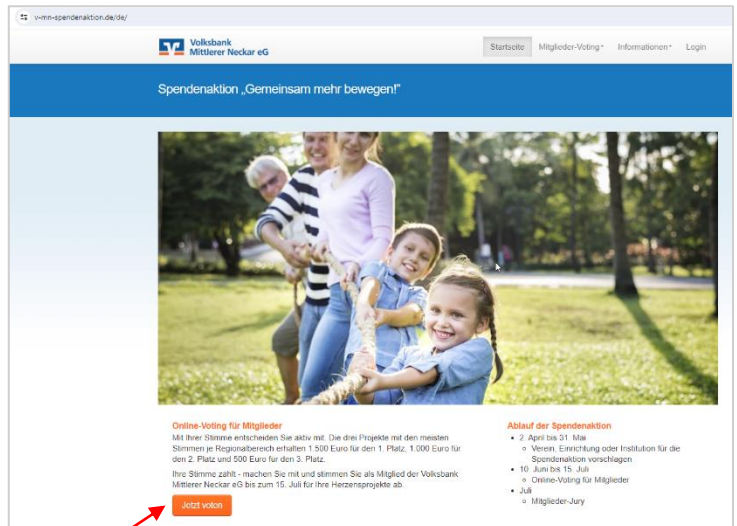 v-mn-spendenaktion.de/de/
Volksbank
Mittlerer Neckar eG
Startseite Mitglieder-Voting Informationen Login
Spendenaktion „Gemeinsam mehr bewegen!"
Online-Voting für Mitglieder
Mit Ihrer Stimme entscheiden Sie aktiv mit. Die drei Projekte mit den meisten
Stimmen je Regionalbereich erhalten 1.500 Euro für den 1. Platz, 1.000 Euro für
den 2. Platz und 500 Euro für den 3. Platz.
Ihre Stimme zählt - machen Sie mit und stimmen Sie als Mitglied der Volksbank
Mittlerer Neckar eG bis zum 15. Juli für Ihre Herzensprojekte ab.
Jetzt voten
Ablauf der Spendenaktion
• 2. April bis 31. Mai
○ Verein, Einrichtung oder Institution für die
Spendenaktion vorschlagen
• 10. Juni bis 15. Juli
○ Online-Voting für Mitglieder
• Juli
○ Mitglieder-Jury